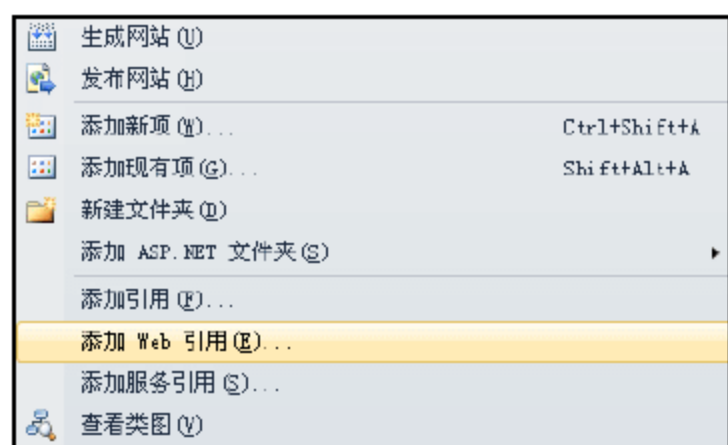 生成网站(U)
发布网站(H)
添加新项(W)... Ctrl+Shift+A
添加现有项(G)... Shift+Alt+A
新建文件夹(D)
添加 ASP.NET 文件夹(S)
添加引用(F)...
添加 Web 引用(E)...
添加服务引用(S)...
查看类图(V)